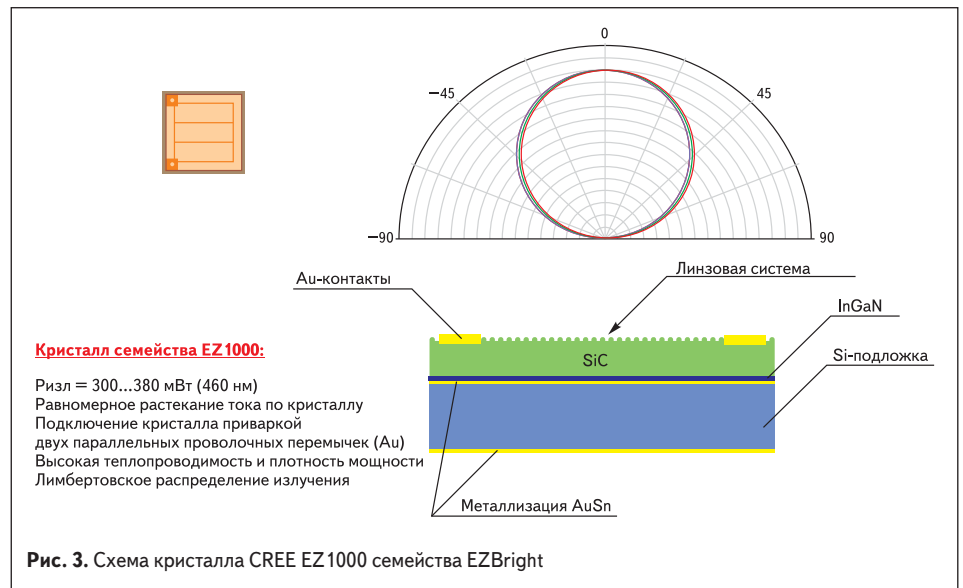 0
−45
45
−90
90
Au-контакты
Линзовая система
InGaN
SiC
Si-подложка
Кристалл семейства EZ1000:
Pизл = 300...380 мВт (460 нм)
Равномерное растекание тока по кристаллу
Подключение кристалла приваркой
двух параллельных проволочных перемычек (Au)
Высокая теплопроводимость и плотность мощности
Лимбертовское распределение излучения
Металлизация AuSn
Рис. 3. Схема кристалла CREE EZ1000 семейства EZBright